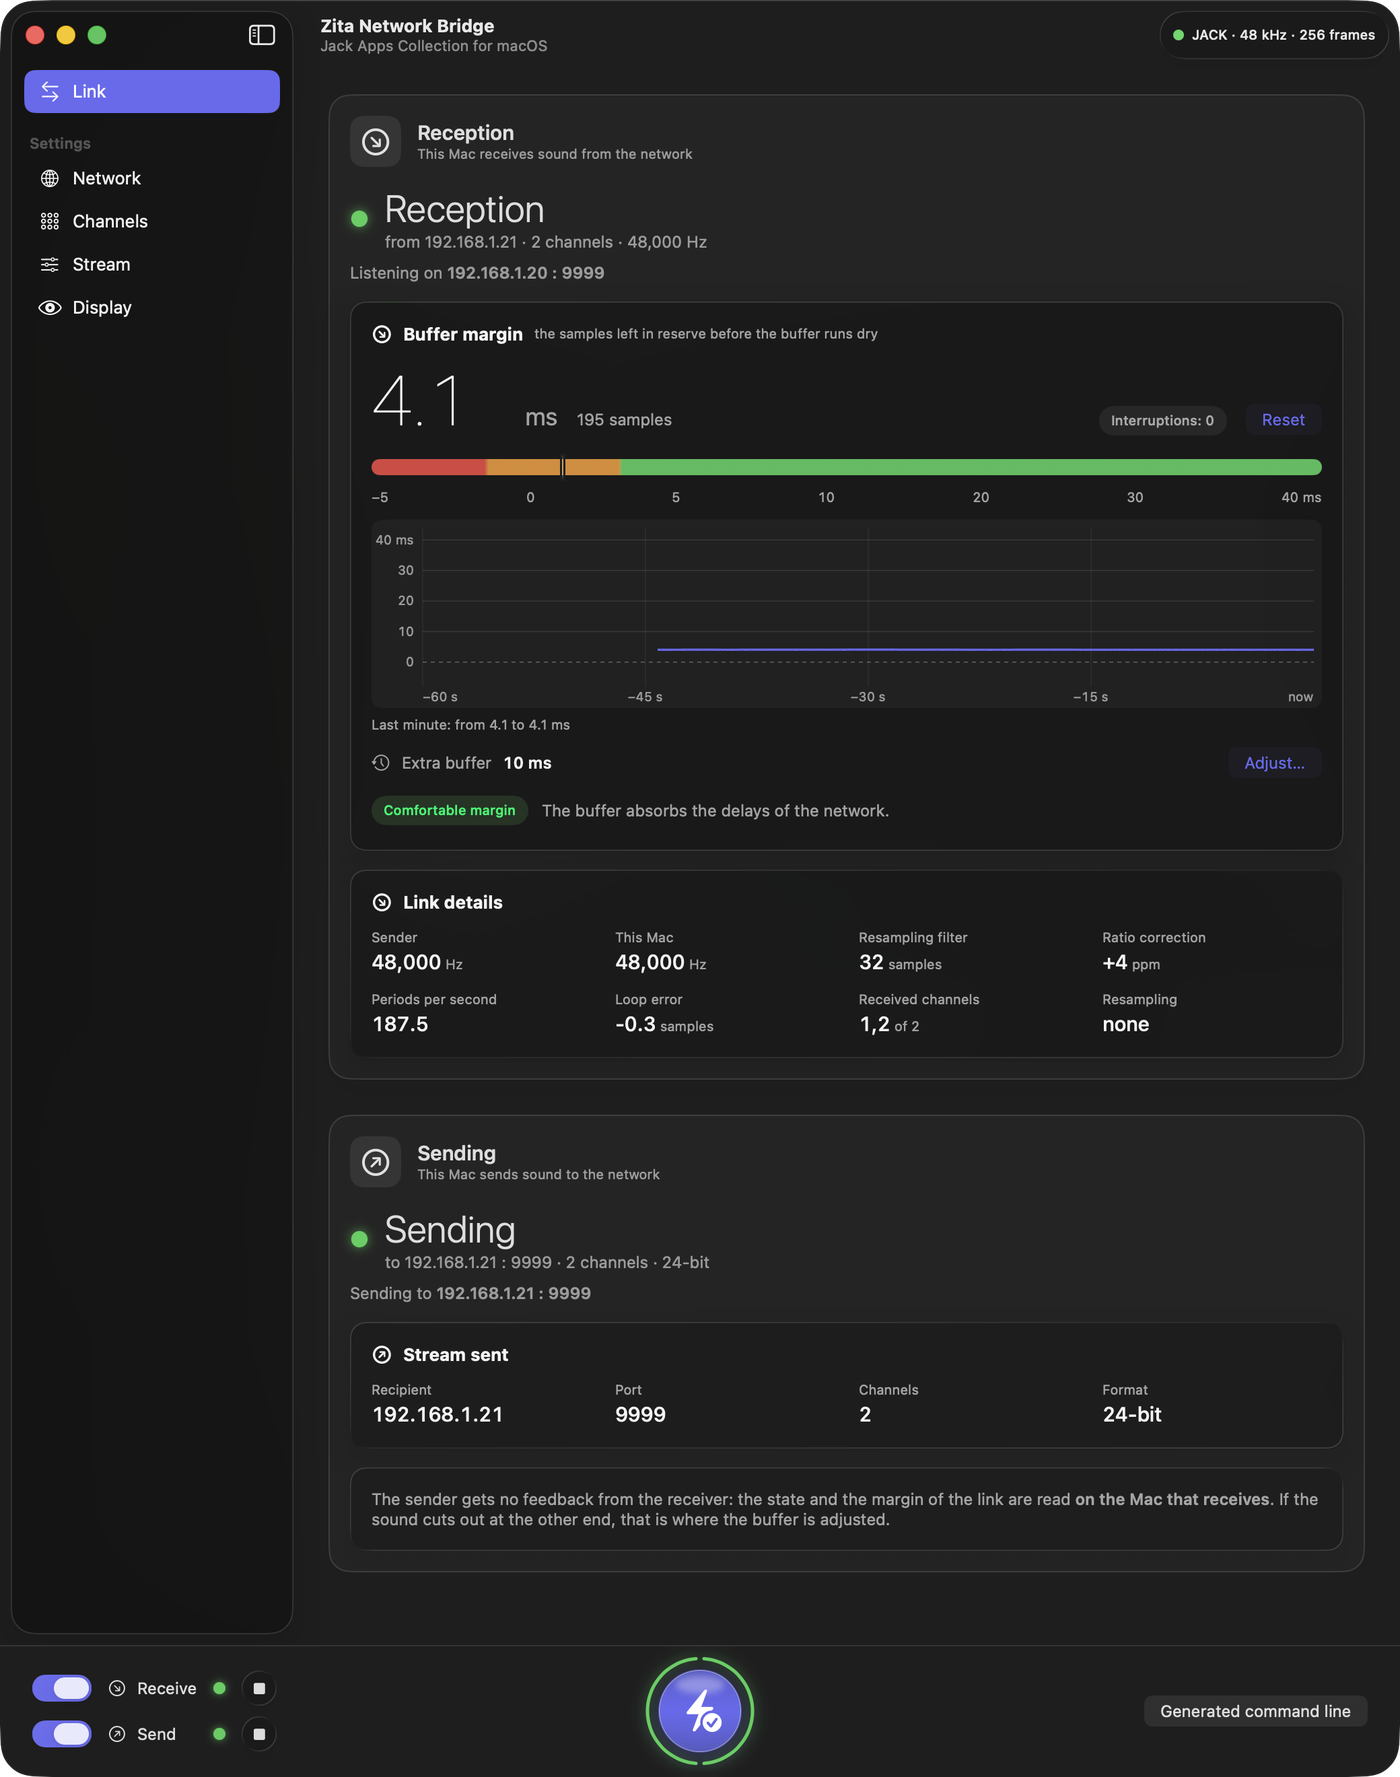 Zita Network Bridge
Jack Apps Collection for macOS
JACK · 48 kHz · 256 frames
Link
Settings
Network
Channels
Stream
Display
Reception
This Mac receives sound from the network
Reception
from 192.168.1.21 · 2 channels · 48,000 Hz
Listening on 192.168.1.20 : 9999
Buffer margin the samples left in reserve before the buffer runs dry
4.1 ms 195 samples
Interruptions: 0 Reset
−5 0 5 10 20 30 40 ms
40 ms
30
20
10
0
−60 s −45 s −30 s −15 s now
Last minute: from 4.1 to 4.1 ms
Extra buffer 10 ms Adjust...
Comfortable margin The buffer absorbs the delays of the network.
Link details
Sender This Mac Resampling filter Ratio correction
48,000 Hz 48,000 Hz 32 samples +4 ppm
Periods per second Loop error Received channels Resampling
187.5 -0.3 samples 1,2 of 2 none
Sending
This Mac sends sound to the network
Sending
to 192.168.1.21 : 9999 · 2 channels · 24-bit
Sending to 192.168.1.21 : 9999
Stream sent
Recipient Port Channels Format
192.168.1.21 9999 2 24-bit
The sender gets no feedback from the receiver: the state and the margin of the link are read on the Mac that receives. If the
sound cuts out at the other end, that is where the buffer is adjusted.
Receive
Send
Generated command line